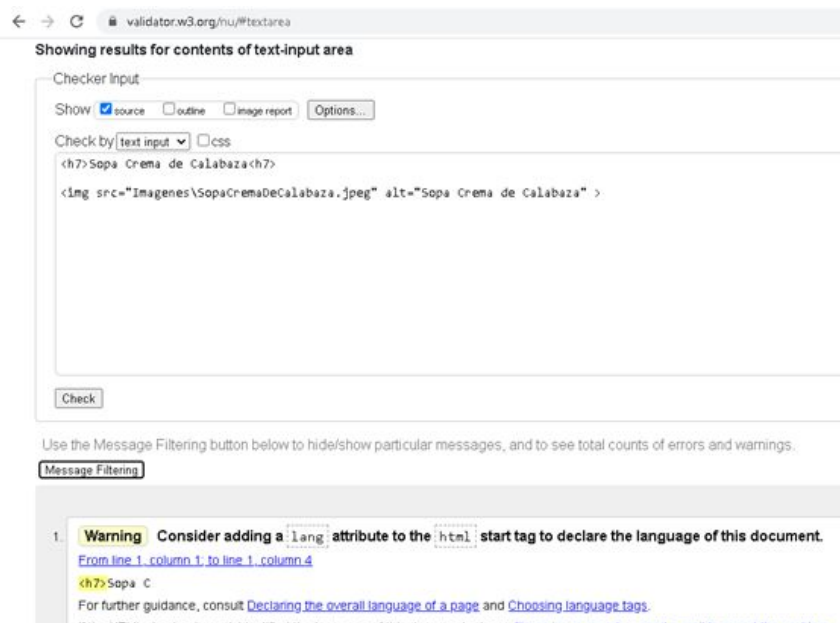 validator.w3.org/nu/#textarea
Showing results for contents of text-input area
Checker Input
Show source outline image report Options...
Check by text input css
<h7>Sopa Crema de Calabaza<h7>
<img src="Imagenes\SopaCremaDeCalabaza.jpeg" alt="Sopa Crema de Calabaza" >
Check
Use the Message Filtering button below to hide/show particular messages, and to see total counts of errors and warnings.
Message Filtering
1. Warning Consider adding a lang attribute to the html start tag to declare the language of this document.
From line 1, column 1; to line 1, column 4
<h7>Sopa C
For further guidance, consult Declaring the overall language of a page and Choosing language tags.